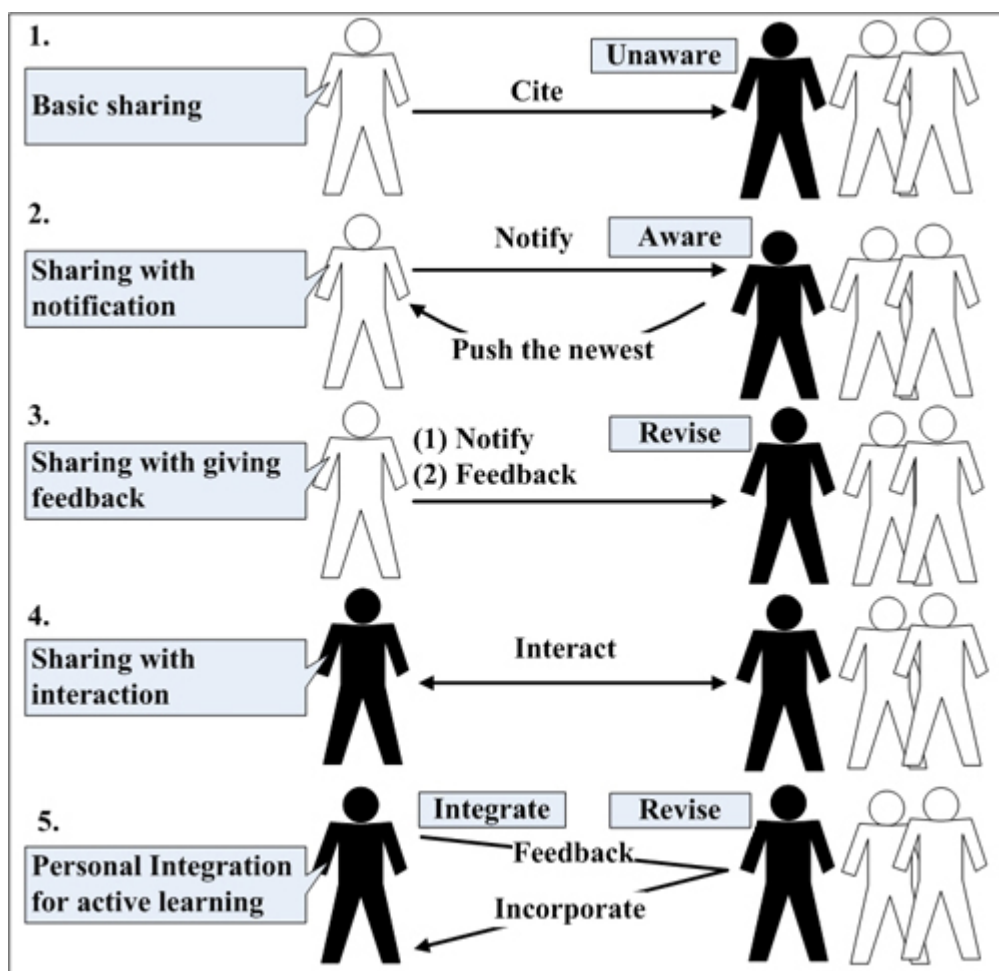 1.
Basic sharing
Cite
Unaware
2.
Sharing with
notification
Notify
Aware
Push the newest
3.
Sharing with giving
feedback
(1) Notify
(2) Feedback
Revise
4.
Sharing with
interaction
Interact
5.
Personal Integration
for active learning
Integrate
Revise
Feedback
Incorporate